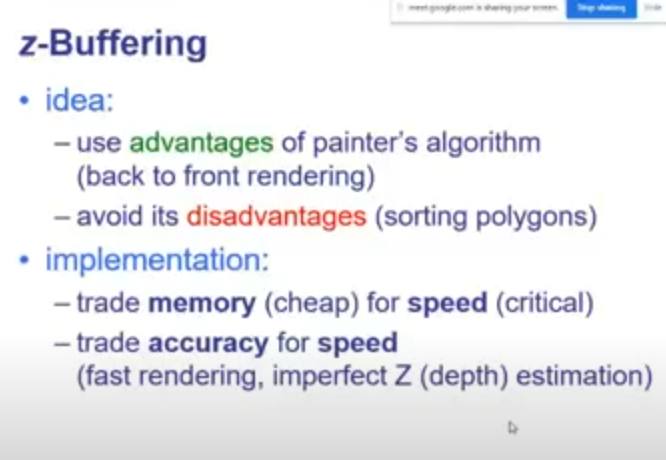 meet.google.com is sharing your screen. Stop sharing Hide
z-Buffering
• idea:
– use advantages of painter's algorithm
(back to front rendering)
– avoid its disadvantages (sorting polygons)
• implementation:
– trade memory (cheap) for speed (critical)
– trade accuracy for speed
(fast rendering, imperfect Z (depth) estimation)